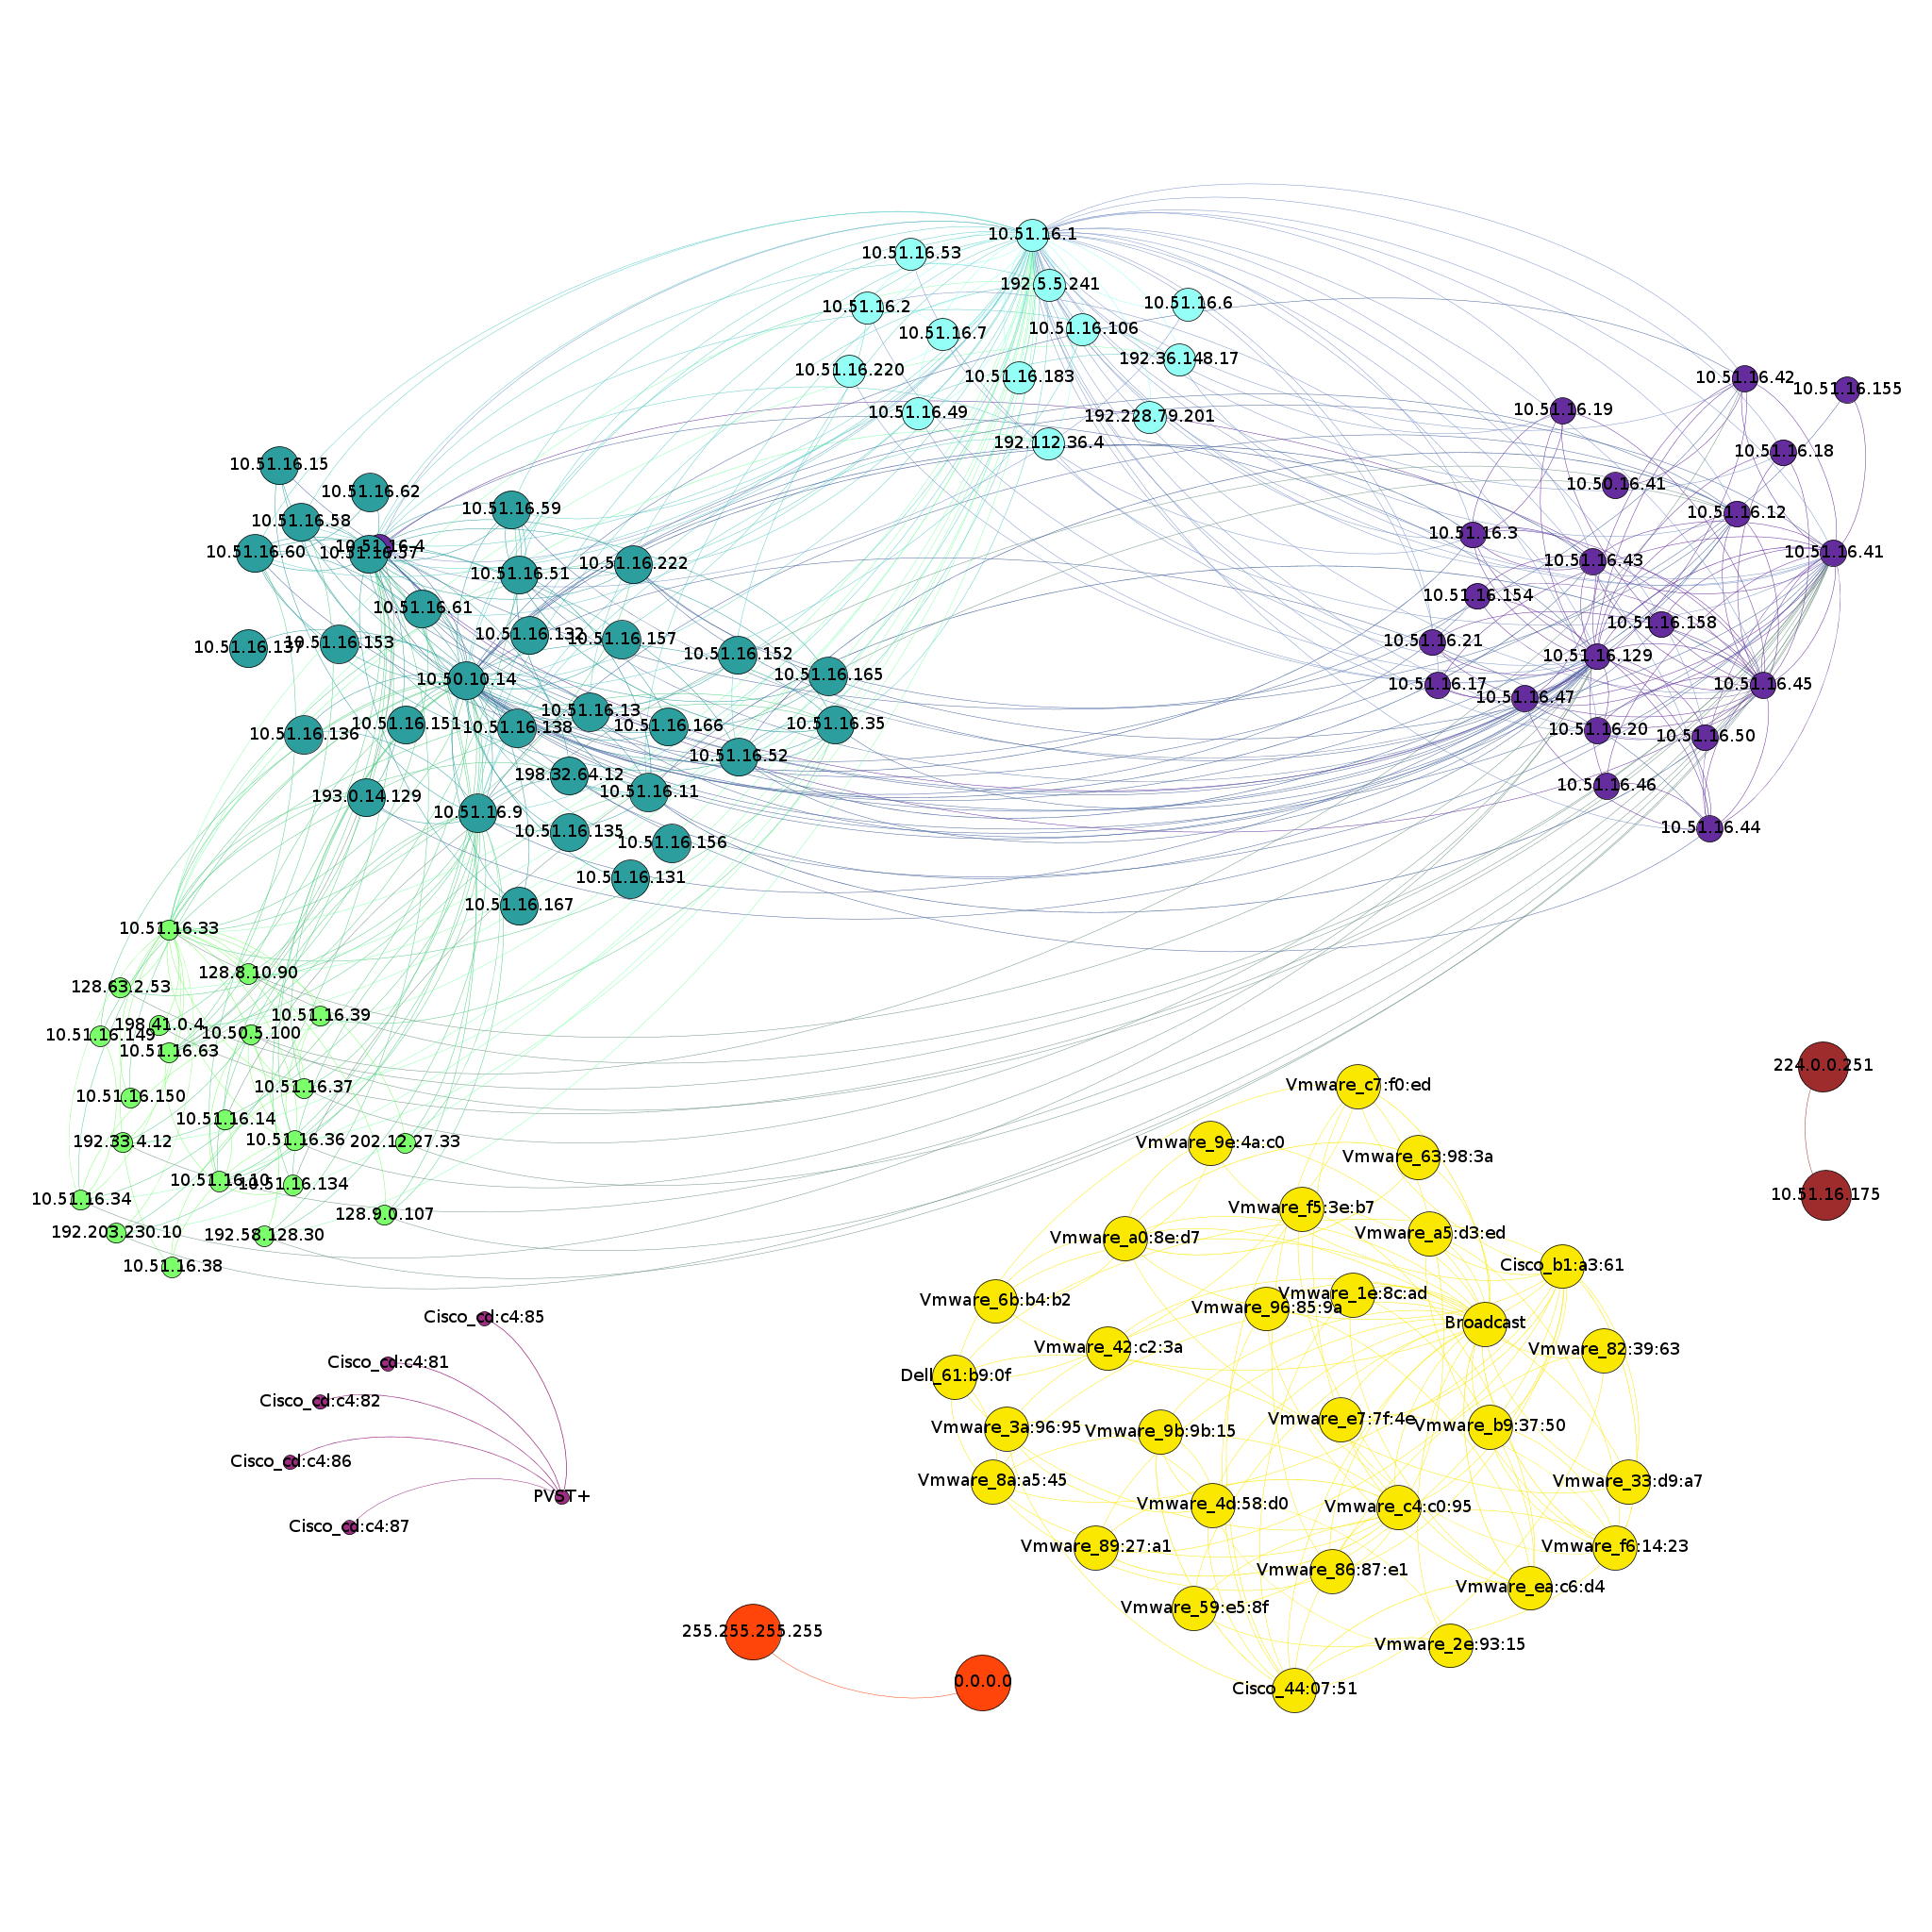 10.51.16.1
10.51.16.53
192.5.5.241
10.51.16.2
10.51.16.6
10.51.16.7
10.51.16.106
192.36.148.17
10.51.16.220
10.51.16.183
10.51.16.49
192.228.79.201
192.112.36.4
10.51.16.42
10.51.16.155
10.51.16.19
10.51.16.18
10.50.16.41
10.51.16.12
10.51.16.3
10.51.16.41
10.51.16.43
10.51.16.154
10.51.16.158
10.51.16.21
10.51.16.129
10.51.16.17
10.51.16.47
10.51.16.45
10.51.16.20
10.51.16.50
10.51.16.46
10.51.16.44
10.51.16.15
10.51.16.62
10.51.16.59
10.51.16.58
10.51.16.4
10.51.16.60
10.51.16.57
10.51.16.222
10.51.16.51
10.51.16.61
10.51.16.132
10.51.16.157
10.51.16.137
10.51.16.153
10.51.16.152
10.51.16.165
10.50.10.14
10.51.16.13
10.51.16.151
10.51.16.138
10.51.16.166
10.51.16.35
10.51.16.136
10.51.16.52
198.32.64.12
10.51.16.11
193.0.14.129
10.51.16.9
10.51.16.135
10.51.16.156
10.51.16.131
10.51.16.167
10.51.16.33
128.8.10.90
128.63.2.53
10.51.16.39
198.41.0.4
10.51.16.149
10.50.5.100
10.51.16.63
10.51.16.37
10.51.16.150
10.51.16.14
192.33.4.12
10.51.16.36
202.12.27.33
10.51.16.10
10.51.16.134
10.51.16.34
128.9.0.107
192.203.230.10
192.58.128.30
10.51.16.38
224.0.0.251
10.51.16.175
Vmware_c7:f0:ed
Vmware_9e:4a:c0
Vmware_63:98:3a
Vmware_f5:3e:b7
Vmware_a0:8e:d7
Vmware_a5:d3:ed
Cisco_b1:a3:61
Vmware_6b:b4:b2
Vmware_1e:8c:ad
Vmware_96:85:9a
Broadcast
Vmware_42:c2:3a
Vmware_82:39:63
Dell_61:b9:0f
Vmware_3a:96:95
Vmware_9b:9b:15
Vmware_e7:7f:4e
Vmware_b9:37:50
Vmware_8a:a5:45
Vmware_33:d9:a7
Vmware_4d:58:d0
Vmware_c4:c0:95
Vmware_89:27:a1
Vmware_f6:14:23
Vmware_86:87:e1
Vmware_ea:c6:d4
Vmware_59:e5:8f
Vmware_2e:93:15
Cisco_44:07:51
Cisco_cd:c4:85
Cisco_cd:c4:81
Cisco_cd:c4:82
Cisco_cd:c4:86
PVST+
Cisco_cd:c4:87
255.255.255.255
0.0.0.0